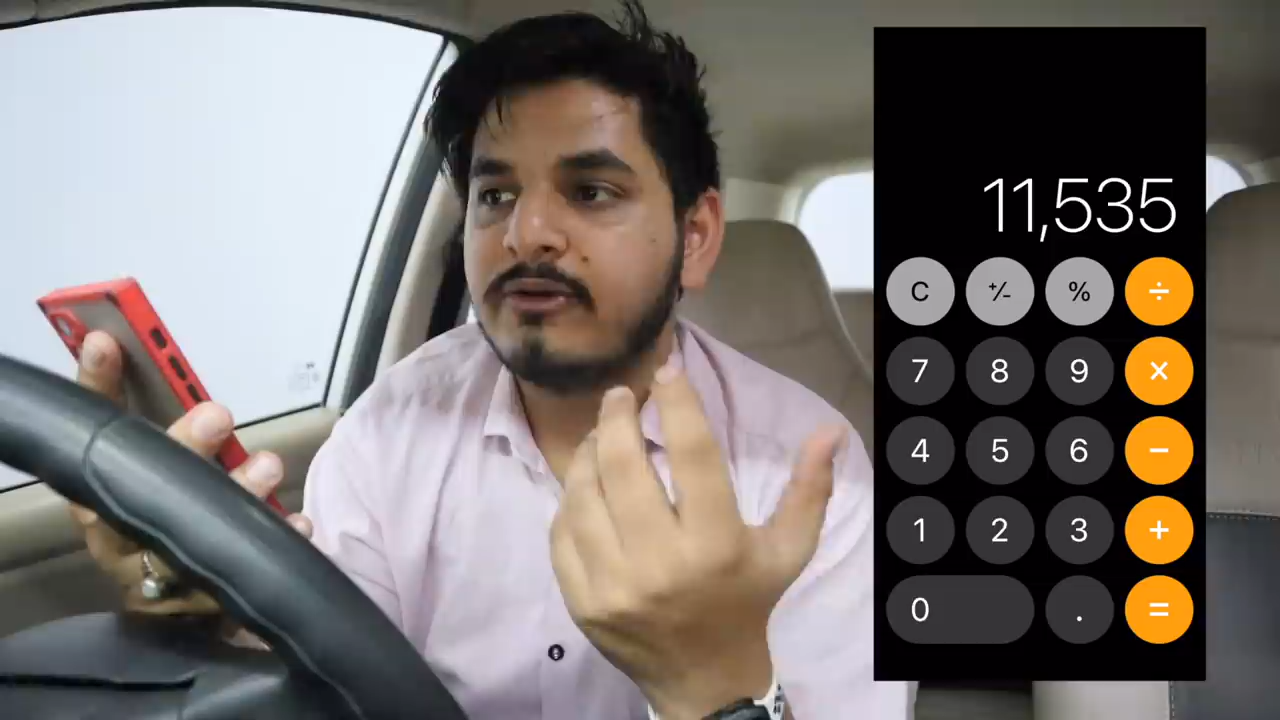 11,535
C +/- % ÷
7 8 9 ×
4 5 6 −
1 2 3 +
0 . =